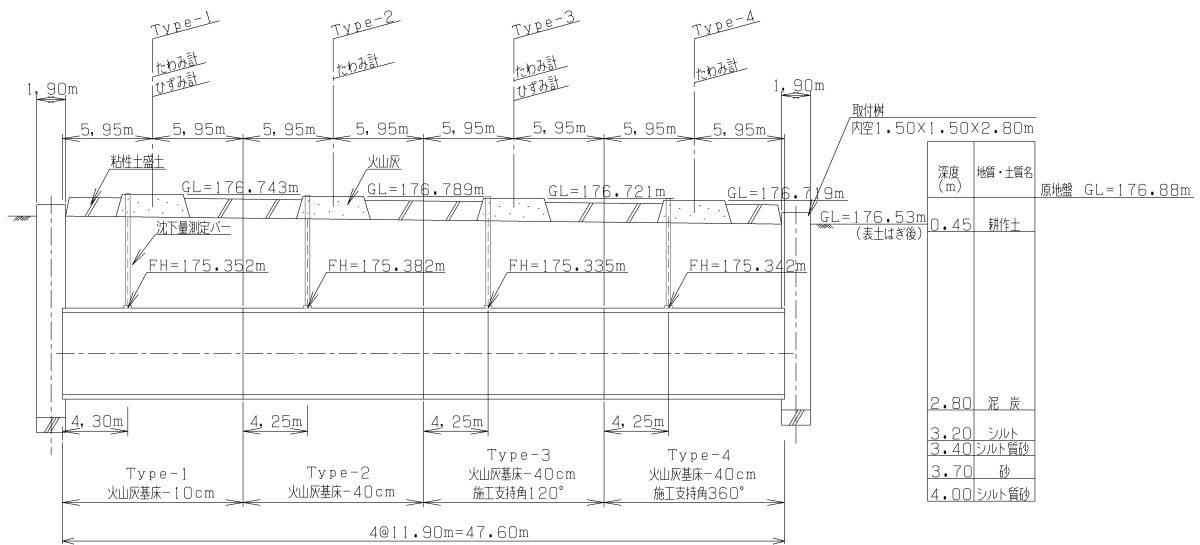 Type-1
Type-2
Type-3
Type-4
たわみ計
ひずみ計
たわみ計
たわみ計
ひずみ計
たわみ計
1,90m
1,90m
5,95m 5,95m 5,95m 5,95m 5,95m 5,95m 5,95m 5,95m
取付桝
内空1.50×1.50×2.80m
粘性土盛土
火山灰
GL=176.743m
GL=176.789m
GL=176.721m
GL=176.719m
GL=176.53m
(表土はぎ後)
原地盤 GL=176.88m
沈下量測定バー
FH=175.352m
FH=175.382m
FH=175.335m
FH=175.342m
4,30m
4,25m
4,25m
4,25m
Type-1
火山灰基床-10cm
Type-2
火山灰基床-40cm
Type-3
火山灰基床-40cm
施工支持角120°
Type-4
火山灰基床-40cm
施工支持角360°
4@11.90m=47.60m
深度
(m)
地質・土質名
0.45 耕作土
2.80 泥 炭
3.20 シルト
3.40 シルト質砂
3.70 砂
4.00 シルト質砂